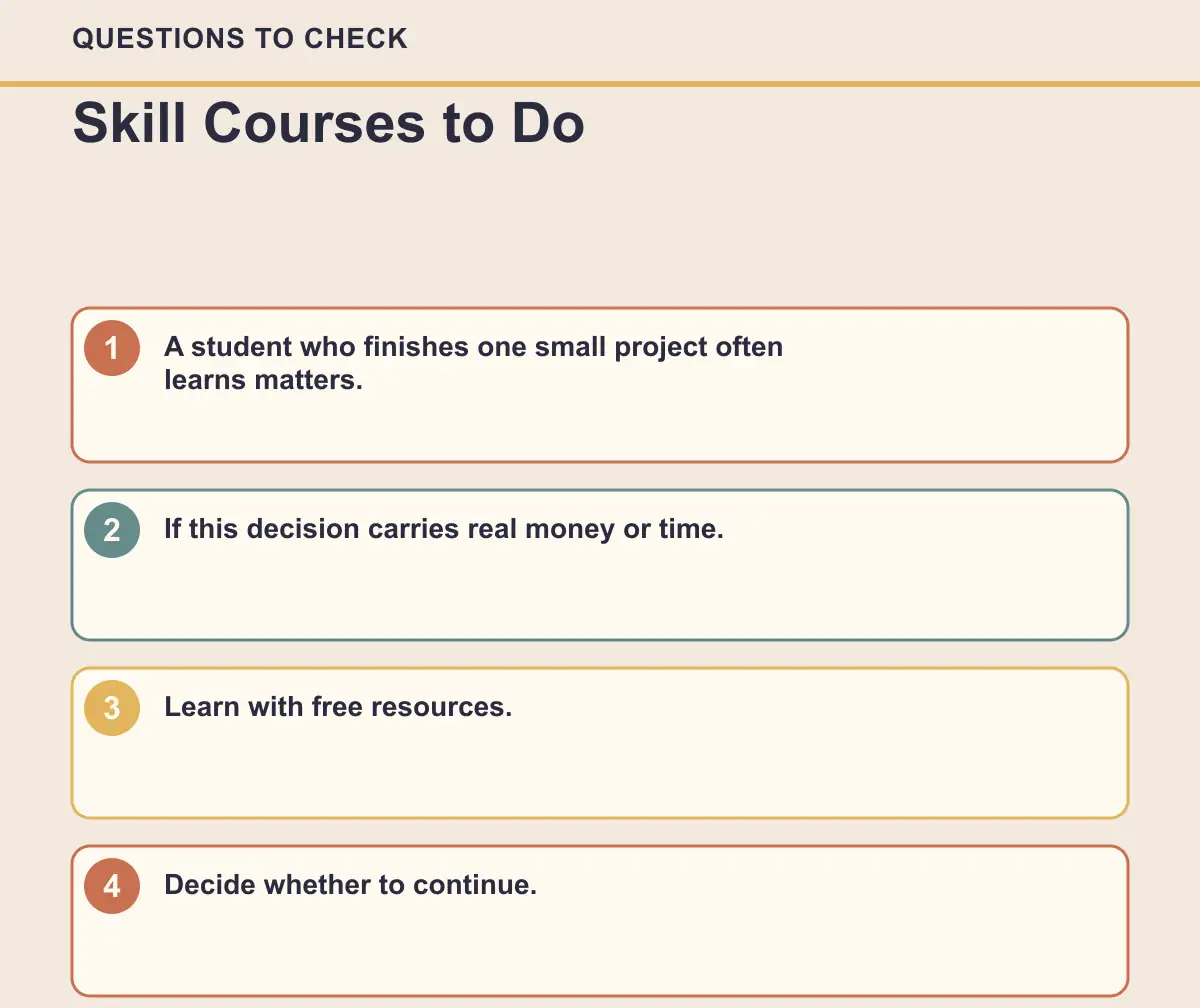 QUESTIONS TO CHECK
Skill Courses to Do
1
A student who finishes one small project often
learns matters.
2
If this decision carries real money or time.
3
Learn with free resources.
4
Decide whether to continue.